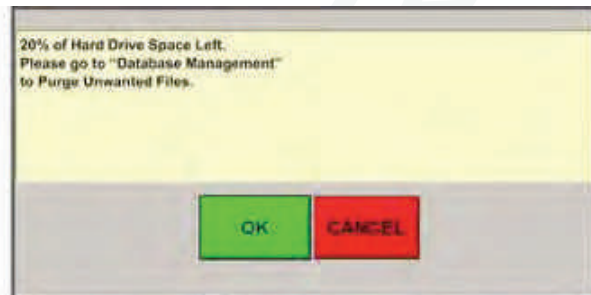 20% of Hard Drive Space Left.
Please go to "Database Management"
to Purge Unwanted Files.
OK
CANCEL